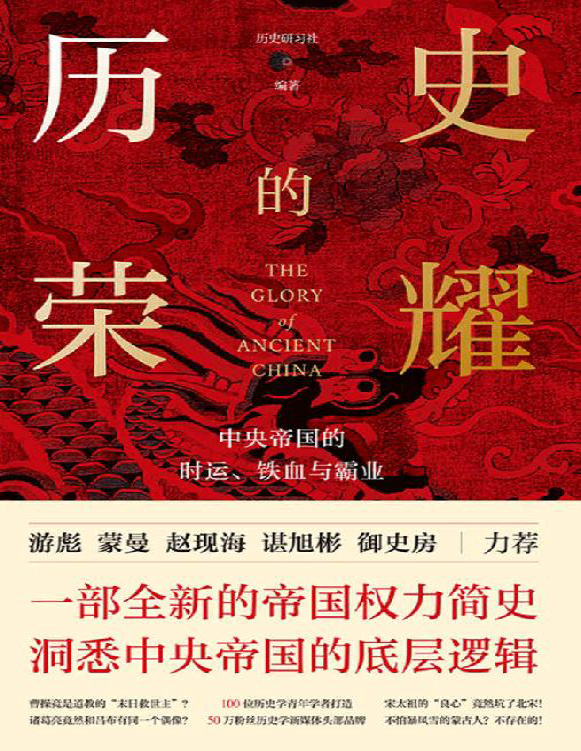 历史的荣耀
历史研习社
编著
THE
GLORY
of
ANCIENT
CHINA
中央帝国的
时运、铁血与霸业
游彪 蒙曼 赵现海 谌旭彬 御史房 | 力荐
一部全新的帝国权力简史
洞悉中央帝国的底层逻辑
曹操竟是道教的“末日救世主”?
诸葛亮竟然和吕布有同一个偶像?
100位历史学青年学者打造
50万粉丝历史学新媒体头部品牌
宋太祖的“良心”竟然坑了北宋!
不怕暴风雪的蒙古人?不存在的!